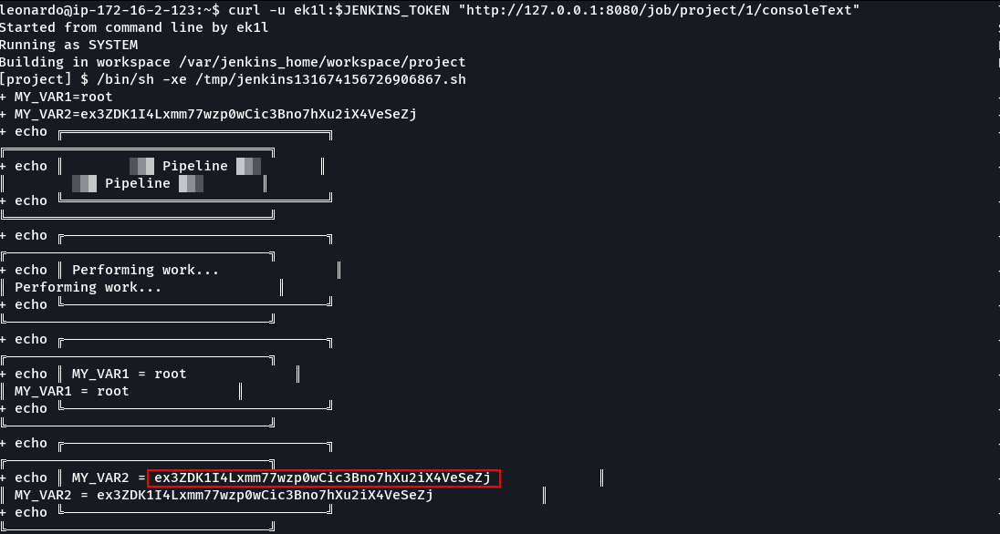 leonardo@ip-172-16-2-123:~$ curl -u ek1l:$JENKINS_TOKEN "http://127.0.0.1:8080/job/project/1/consoleText"
Started from command line by ek1l
Running as SYSTEM
Building in workspace /var/jenkins_home/workspace/project
[project] $ /bin/sh -xe /tmp/jenkins131674156726906867.sh
+ MY_VAR1=root
+ MY_VAR2=ex3ZDK1I4Lxmm77wzp0wCic3Bno7hXu2iX4VeSeZj
+ echo
+ echo Pipeline
Pipeline
+ echo
+ echo
+ echo Performing work...
Performing work...
+ echo
+ echo
+ echo MY_VAR1 = root
MY_VAR1 = root
+ echo
+ echo
+ echo MY_VAR2 = ex3ZDK1I4Lxmm77wzp0wCic3Bno7hXu2iX4VeSeZj
MY_VAR2 = ex3ZDK1I4Lxmm77wzp0wCic3Bno7hXu2iX4VeSeZj
+ echo